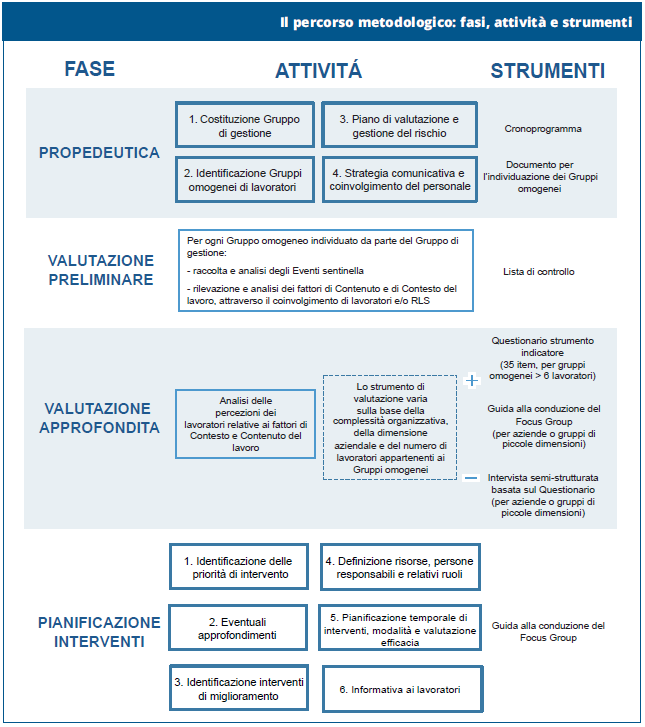 Il percorso metodologico: fasi, attività e strumenti
FASE
ATTIVITÁ
STRUMENTI
PROPEDEUTICA
1. Costituzione Gruppo
di gestione
3. Piano di valutazione e
gestione del rischio
2. Identificazione Gruppi
omogenei di lavoratori
4. Strategia comunicativa e
coinvolgimento del personale
Cronoprogramma
Documento per
l'individuazione dei Gruppi
omogenei
VALUTAZIONE
PRELIMINARE
Per ogni Gruppo omogeneo individuato da parte del Gruppo di
gestione:
- raccolta e analisi degli Eventi sentinella
- rilevazione e analisi dei fattori di Contenuto e di Contesto del
lavoro, attraverso il coinvolgimento di lavoratori e/o RLS
Lista di controllo
VALUTAZIONE
APPROFONDITA
Analisi delle
percezioni dei
lavoratori relative ai fattori di
Contesto e Contenuto del
lavoro
Lo strumento di
valutazione varia
sulla base della
complessità organizzativa,
della dimensione
aziendale e del numero di
lavoratori appartenenti ai
Gruppi omogenei
+
Questionario strumento
indicatore
(35 item, per gruppi
omogenei > 6 lavoratori)
Guida alla conduzione del
Focus Group
(per aziende o gruppi di
piccole dimensioni)
−
Intervista semi-strutturata
basata sul Questionario
(per aziende o gruppi di
piccole dimensioni)
PIANIFICAZIONE
INTERVENTI
1. Identificazione delle
priorità di intervento
4. Definizione risorse, persone
responsabili e relativi ruoli
2. Eventuali
approfondimenti
5. Pianificazione temporale di
interventi, modalità e valutazione
efficacia
3. Identificazione interventi
di miglioramento
6. Informativa ai lavoratori
Guida alla conduzione del
Focus Group